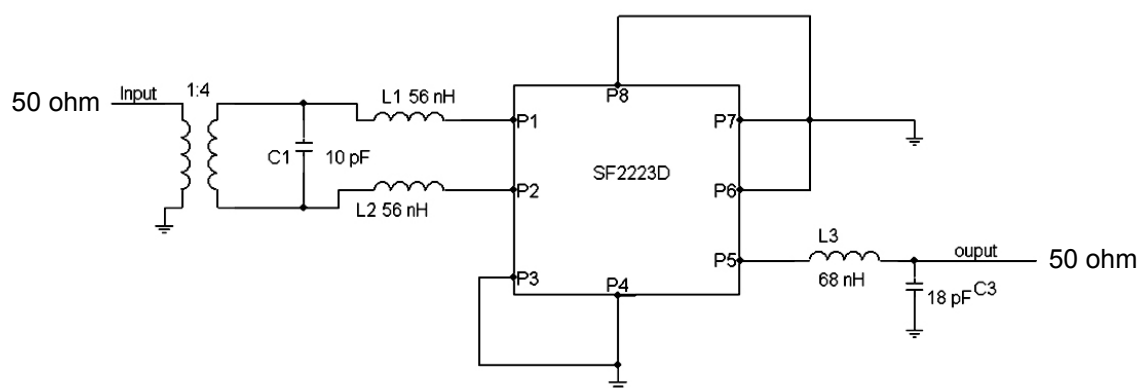 50 ohm
Input
1:4
C1
10 pF
L1 56 nH
L2 56 nH
P8
P1
P7
SF2223D
P2
P6
P3
P4
P5
L3
68 nH
ouput
50 ohm
18 pF
C3